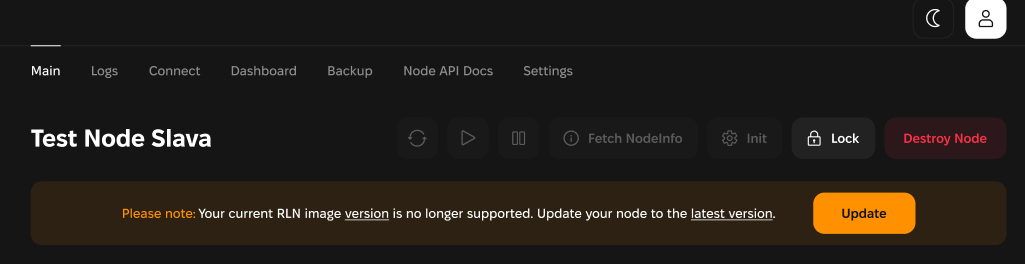 Main Logs Connect Dashboard Backup Node API Docs Settings
Test Node Slava Fetch NodeInfo Init Lock Destroy Node
Please note: Your current RLN image version is no longer supported. Update your node to the latest version. Update